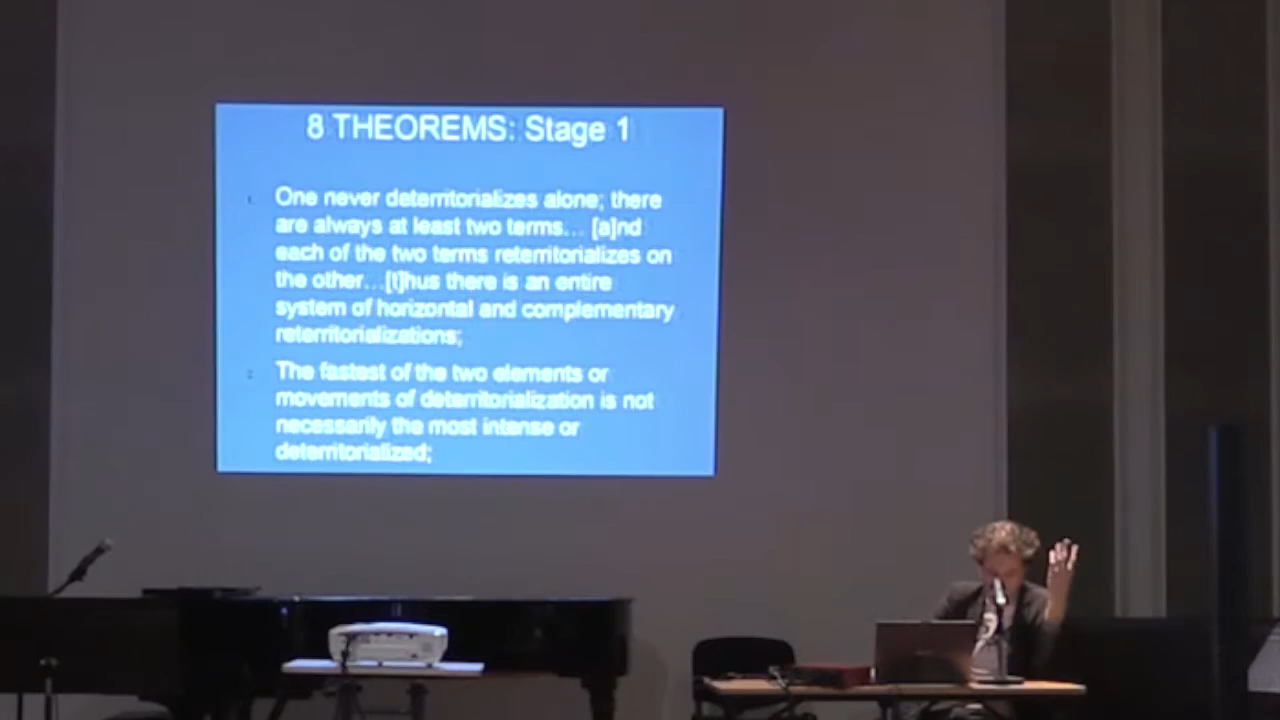 8 THEOREMS: Stage 1
1. One never deterritorializes alone; there
are always at least two terms… [a]nd
each of the two terms reterritorializes on
the other…[t]hus there is an entire
system of horizontal and complementary
reterritorializations;
2. The fastest of the two elements or
movements of deterritorialization is not
necessarily the most intense or
deterritorialized;